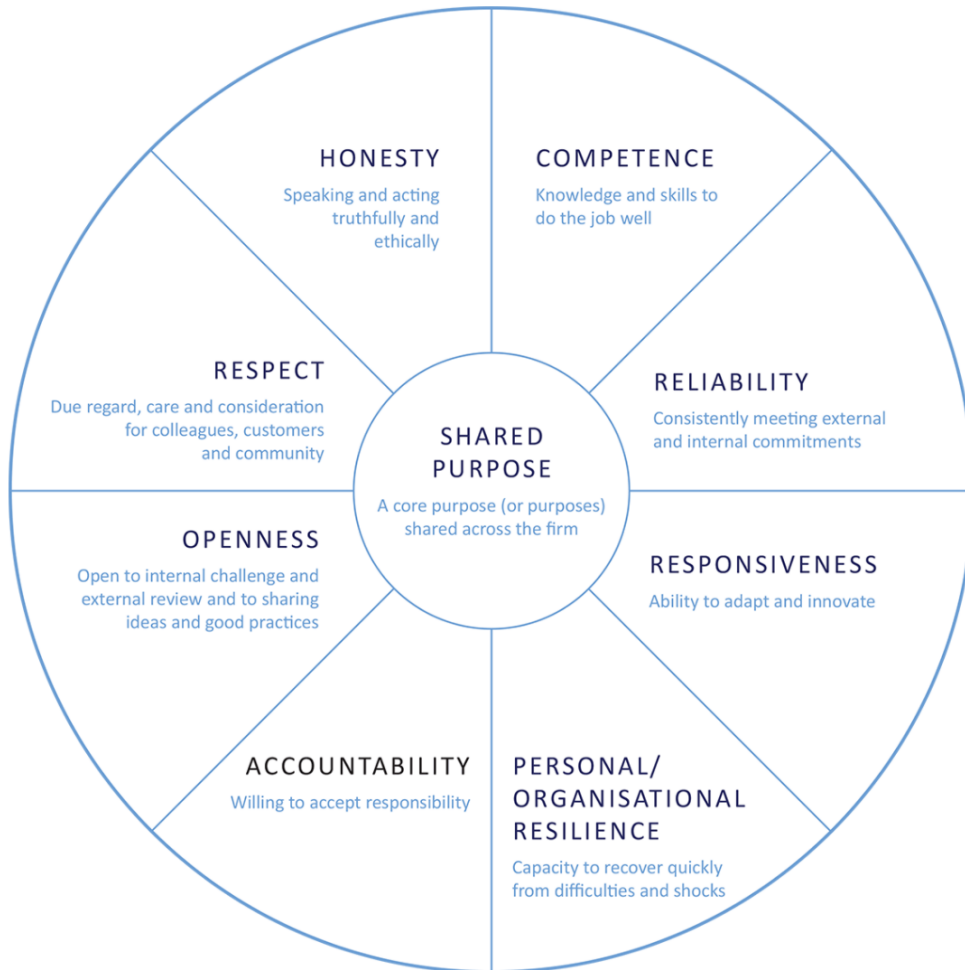 HONESTY
Speaking and acting
truthfully and
ethically
COMPETENCE
Knowledge and skills to
do the job well
RESPECT
Due regard, care and consideration
for colleagues, customers
and community
RELIABILITY
Consistently meeting external
and internal commitments
SHARED
PURPOSE
A core purpose (or purposes)
shared across the firm
OPENNESS
Open to internal challenge and
external review and to sharing
ideas and good practices
RESPONSIVENESS
Ability to adapt and innovate
ACCOUNTABILITY
Willing to accept responsibility
PERSONAL/
ORGANISATIONAL
RESILIENCE
Capacity to recover quickly
from difficulties and shocks